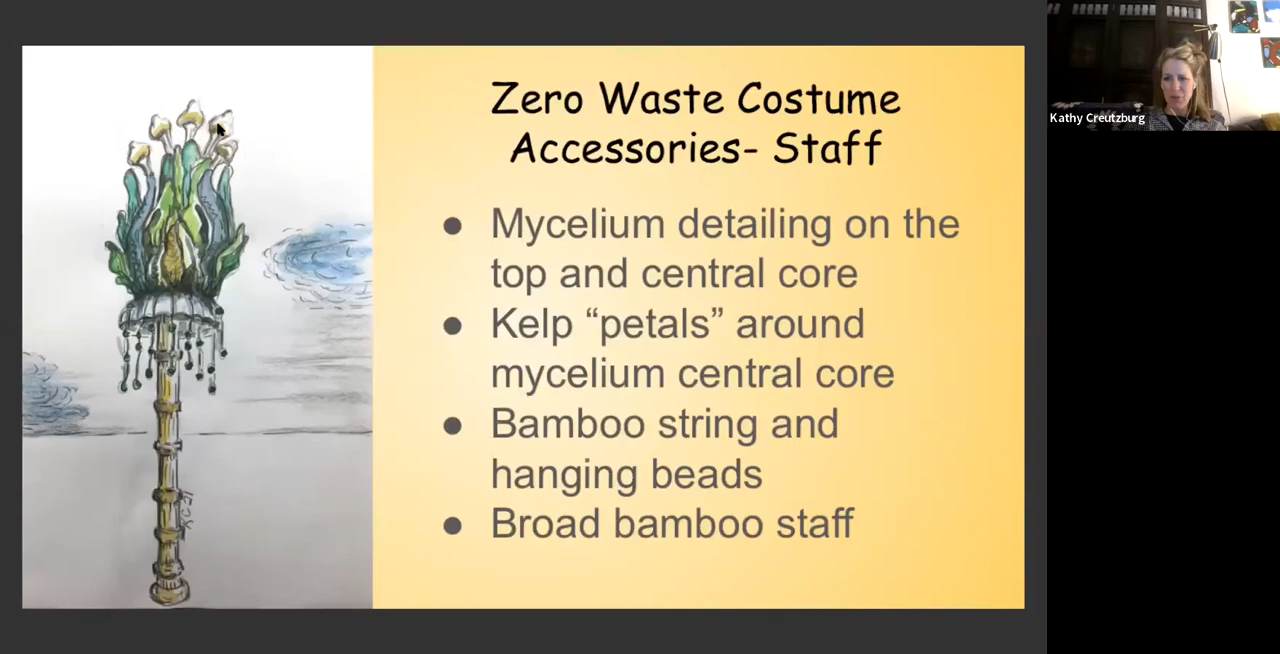 Zero Waste Costume
Accessories- Staff
● Mycelium detailing on the
top and central core
● Kelp “petals” around
mycelium central core
● Bamboo string and
hanging beads
● Broad bamboo staff
Kathy Creutzburg